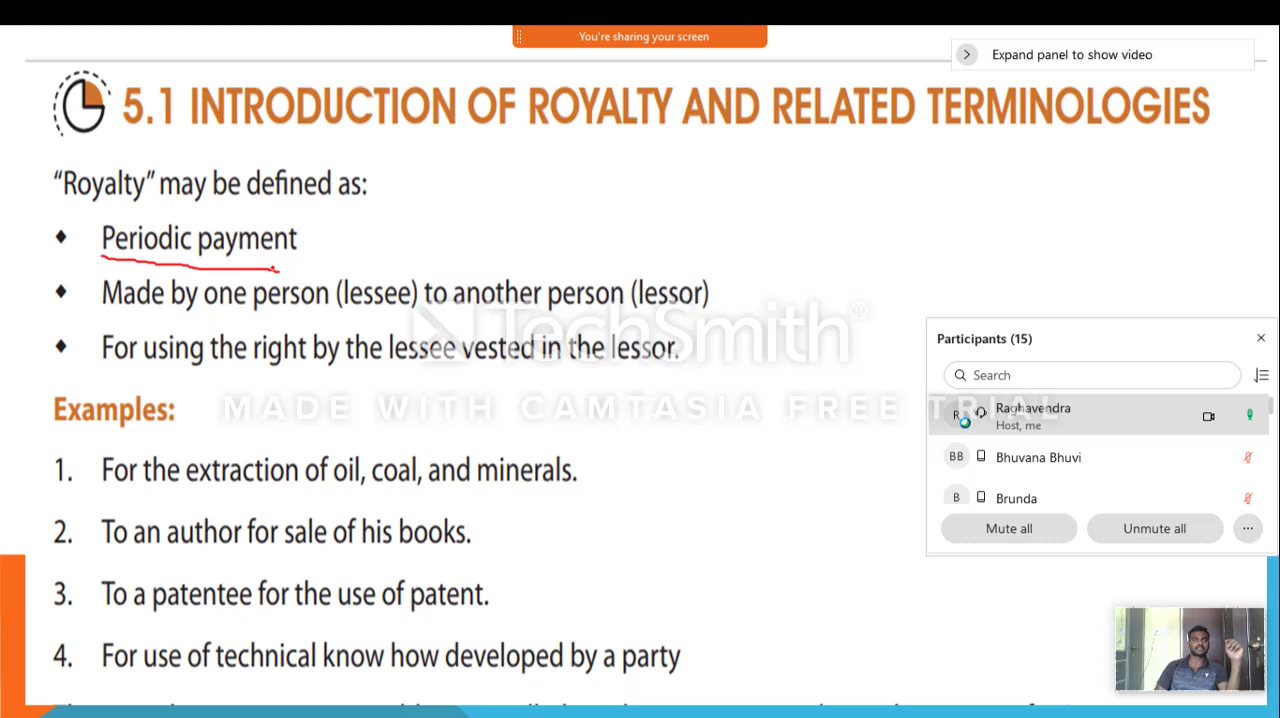 You're sharing your screen
Expand panel to show video
5.1 INTRODUCTION OF ROYALTY AND RELATED TERMINOLOGIES
“Royalty” may be defined as:
♦ Periodic payment
♦ Made by one person (lessee) to another person (lessor)
♦ For using the right by the lessee vested in the lessor.
TechSmith®
MADE WITH CAMTASIA FREE TRIAL
Examples:
1. For the extraction of oil, coal, and minerals.
2. To an author for sale of his books.
3. To a patentee for the use of patent.
4. For use of technical know how developed by a party
Participants (15)
Search
R Raghavendra
Host, me
BB Bhuvana Bhuvi
B Brunda
Mute all Unmute all